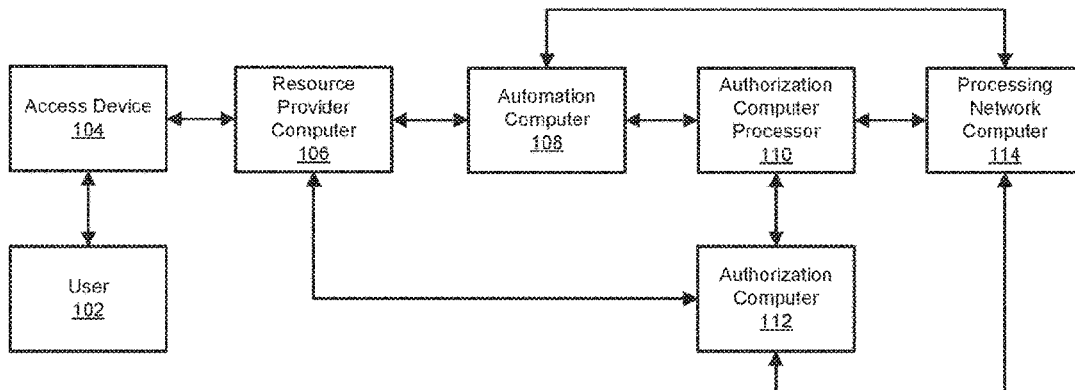 Access Device
104
Resource
Provider
Computer
106
Automation
Computer
108
Authorization
Computer
Processor
110
Processing
Network
Computer
114
User
102
Authorization
Computer
112